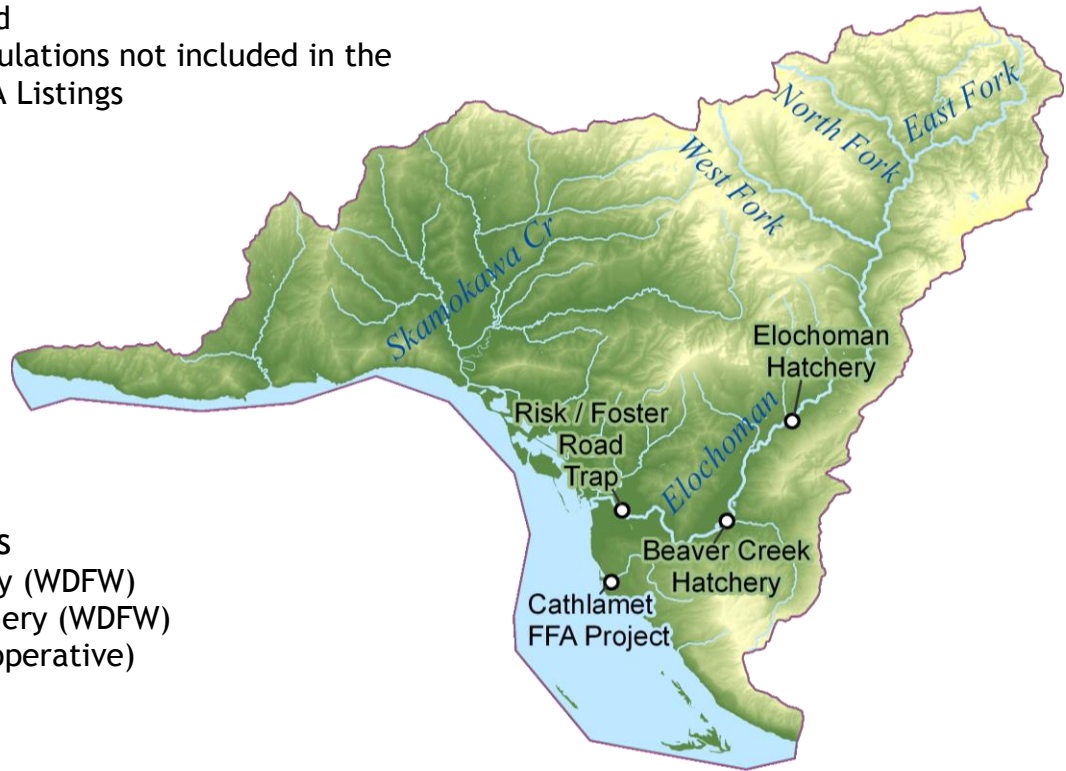 d
ulations not included in the
A Listings
North Fork
East Fork
West Fork
Skamokawa Cr
Elochoman
Hatchery
Risk / Foster
Road
Trap
Elochoman
Beaver Creek
Hatchery
Cathlamet
FFA Project
s
y (WDFW)
ery (WDFW)
operative)